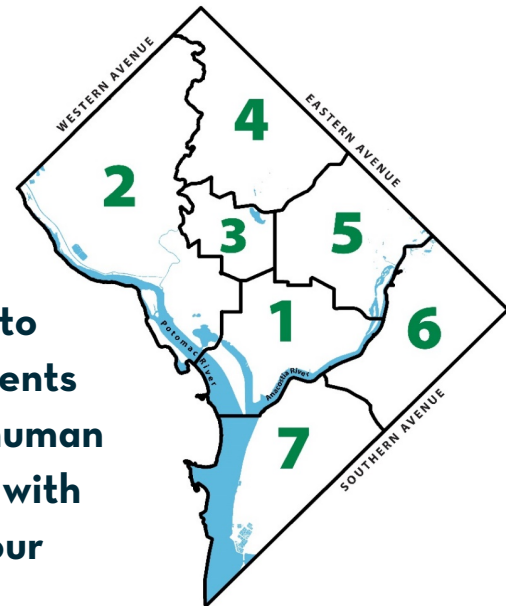 WESTERN AVENUE
EASTERN AVENUE
4
2
3
5
to
Potomac River
1
Anacostia River
6
ents
human
SOUTHERN AVENUE
with
7
our